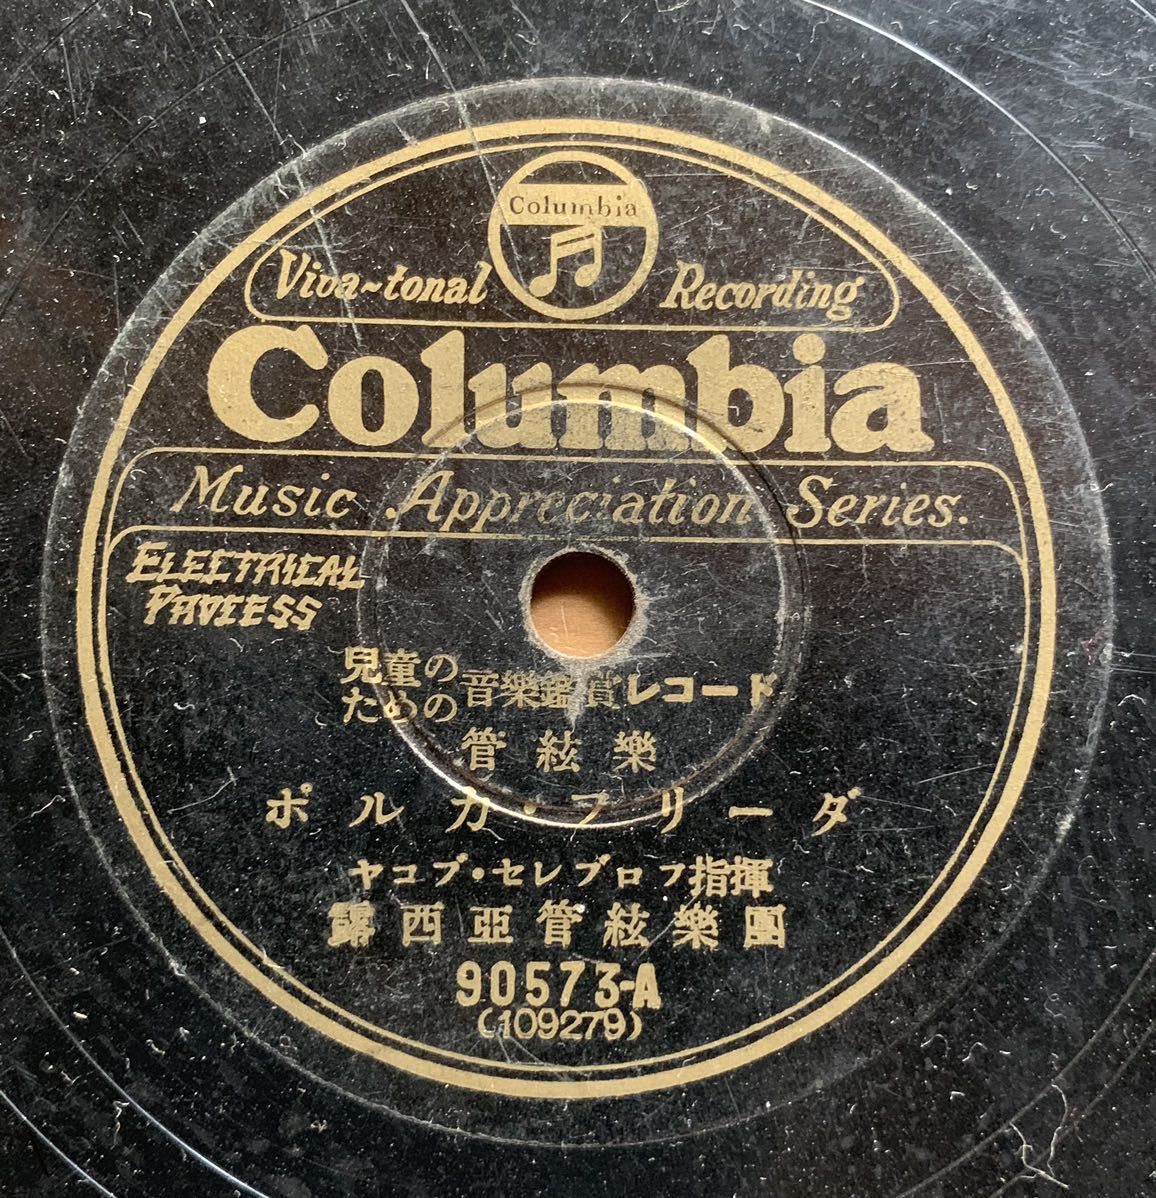 Columbia
Viva-tonal Recording
Columbia
Music Appreciation Series.
ELECTRICAL
PROCESS
兒童の
ための
音樂鑑賞レコード
管絃樂
ポルカ・フリーダ
ヤコブ・セレブロフ指揮
露西亜管絃樂團
90573-A
(109279)